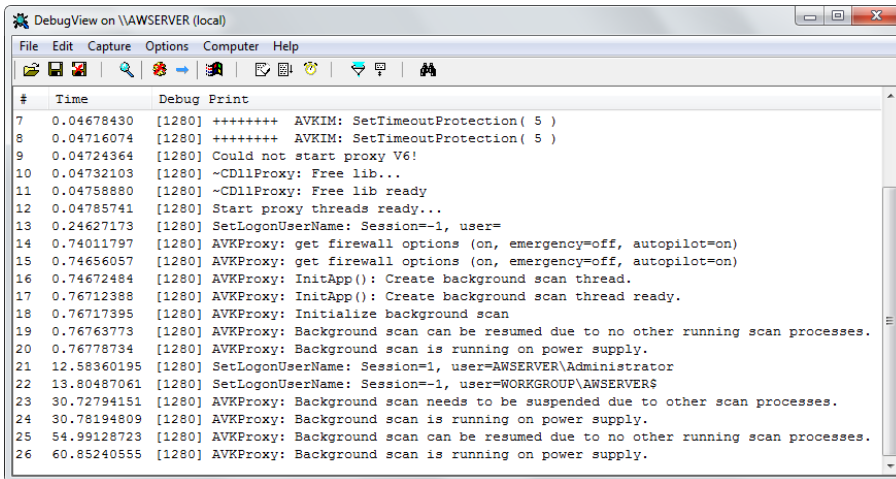 DebugView on \\AWSERVER (local)
File Edit Capture Options Computer Help
# Time Debug Print
7 0.04678430 [1280] ++++++++ AVKIM: SetTimeoutProtection( 5 )
8 0.04716074 [1280] ++++++++ AVKIM: SetTimeoutProtection( 5 )
9 0.04724364 [1280] Could not start proxy V6!
10 0.04732103 [1280] ~CDllProxy: Free lib...
11 0.04758880 [1280] ~CDllProxy: Free lib ready
12 0.04785741 [1280] Start proxy threads ready...
13 0.24627173 [1280] SetLogonUserName: Session=-1, user=
14 0.74011797 [1280] AVKProxy: get firewall options (on, emergency=off, autopilot=on)
15 0.74656057 [1280] AVKProxy: get firewall options (on, emergency=off, autopilot=on)
16 0.74672484 [1280] AVKProxy: InitApp(): Create background scan thread.
17 0.76712388 [1280] AVKProxy: InitApp(): Create background scan thread ready.
18 0.76717395 [1280] AVKProxy: Initialize background scan
19 0.76763773 [1280] AVKProxy: Background scan can be resumed due to no other running scan processes.
20 0.76778734 [1280] AVKProxy: Background scan is running on power supply.
21 12.58360195 [1280] SetLogonUserName: Session=1, user=AWSERVER\Administrator
22 13.80487061 [1280] SetLogonUserName: Session=-1, user=WORKGROUP\AWSERVER$
23 30.72794151 [1280] AVKProxy: Background scan needs to be suspended due to other scan processes.
24 30.78194809 [1280] AVKProxy: Background scan is running on power supply.
25 54.99128723 [1280] AVKProxy: Background scan can be resumed due to no other running scan processes.
26 60.85240555 [1280] AVKProxy: Background scan is running on power supply.